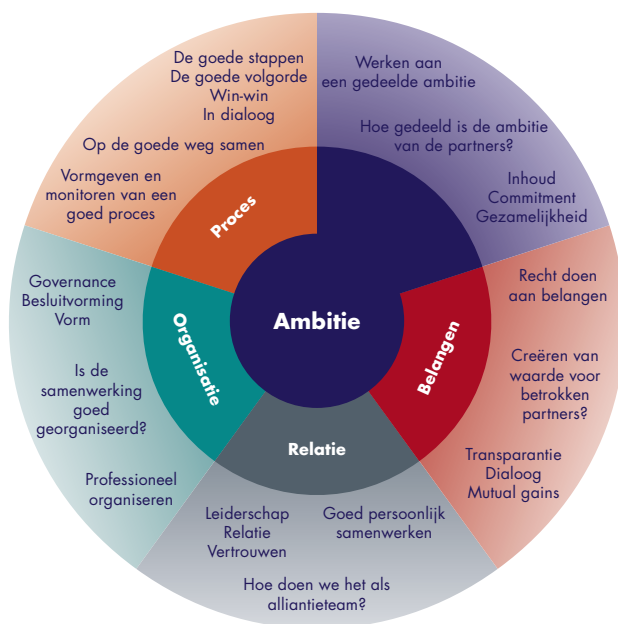 De goede stappen
De goede volgorde
Win-win
In dialoog
Op de goede weg samen
Vormgeven en
monitoren van een
goed proces
Proces
Werken aan
een gedeelde ambitie
Hoe gedeeld is de ambitie
van de partners?
Inhoud
Commitment
Gezamelijkheid
Ambitie
Recht doen
aan belangen
Creëren van
waarde voor
betrokken
partners?
Transparantie
Dialoog
Mutual gains
Belangen
Relatie
Goed persoonlijk
samenwerken
Leiderschap
Relatie
Vertrouwen
Hoe doen we het als
alliantieteam?
Organisatie
Governance
Besluitvorming
Vorm
Is de
samenwerking
goed
georganiseerd?
Professioneel
organiseren